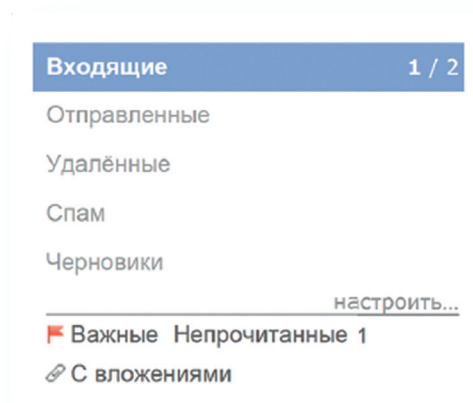 Входящие 1 / 2
Отправленные
Удалённые
Спам
Черновики
настроить...
Важные Непрочитанные 1
С вложениями